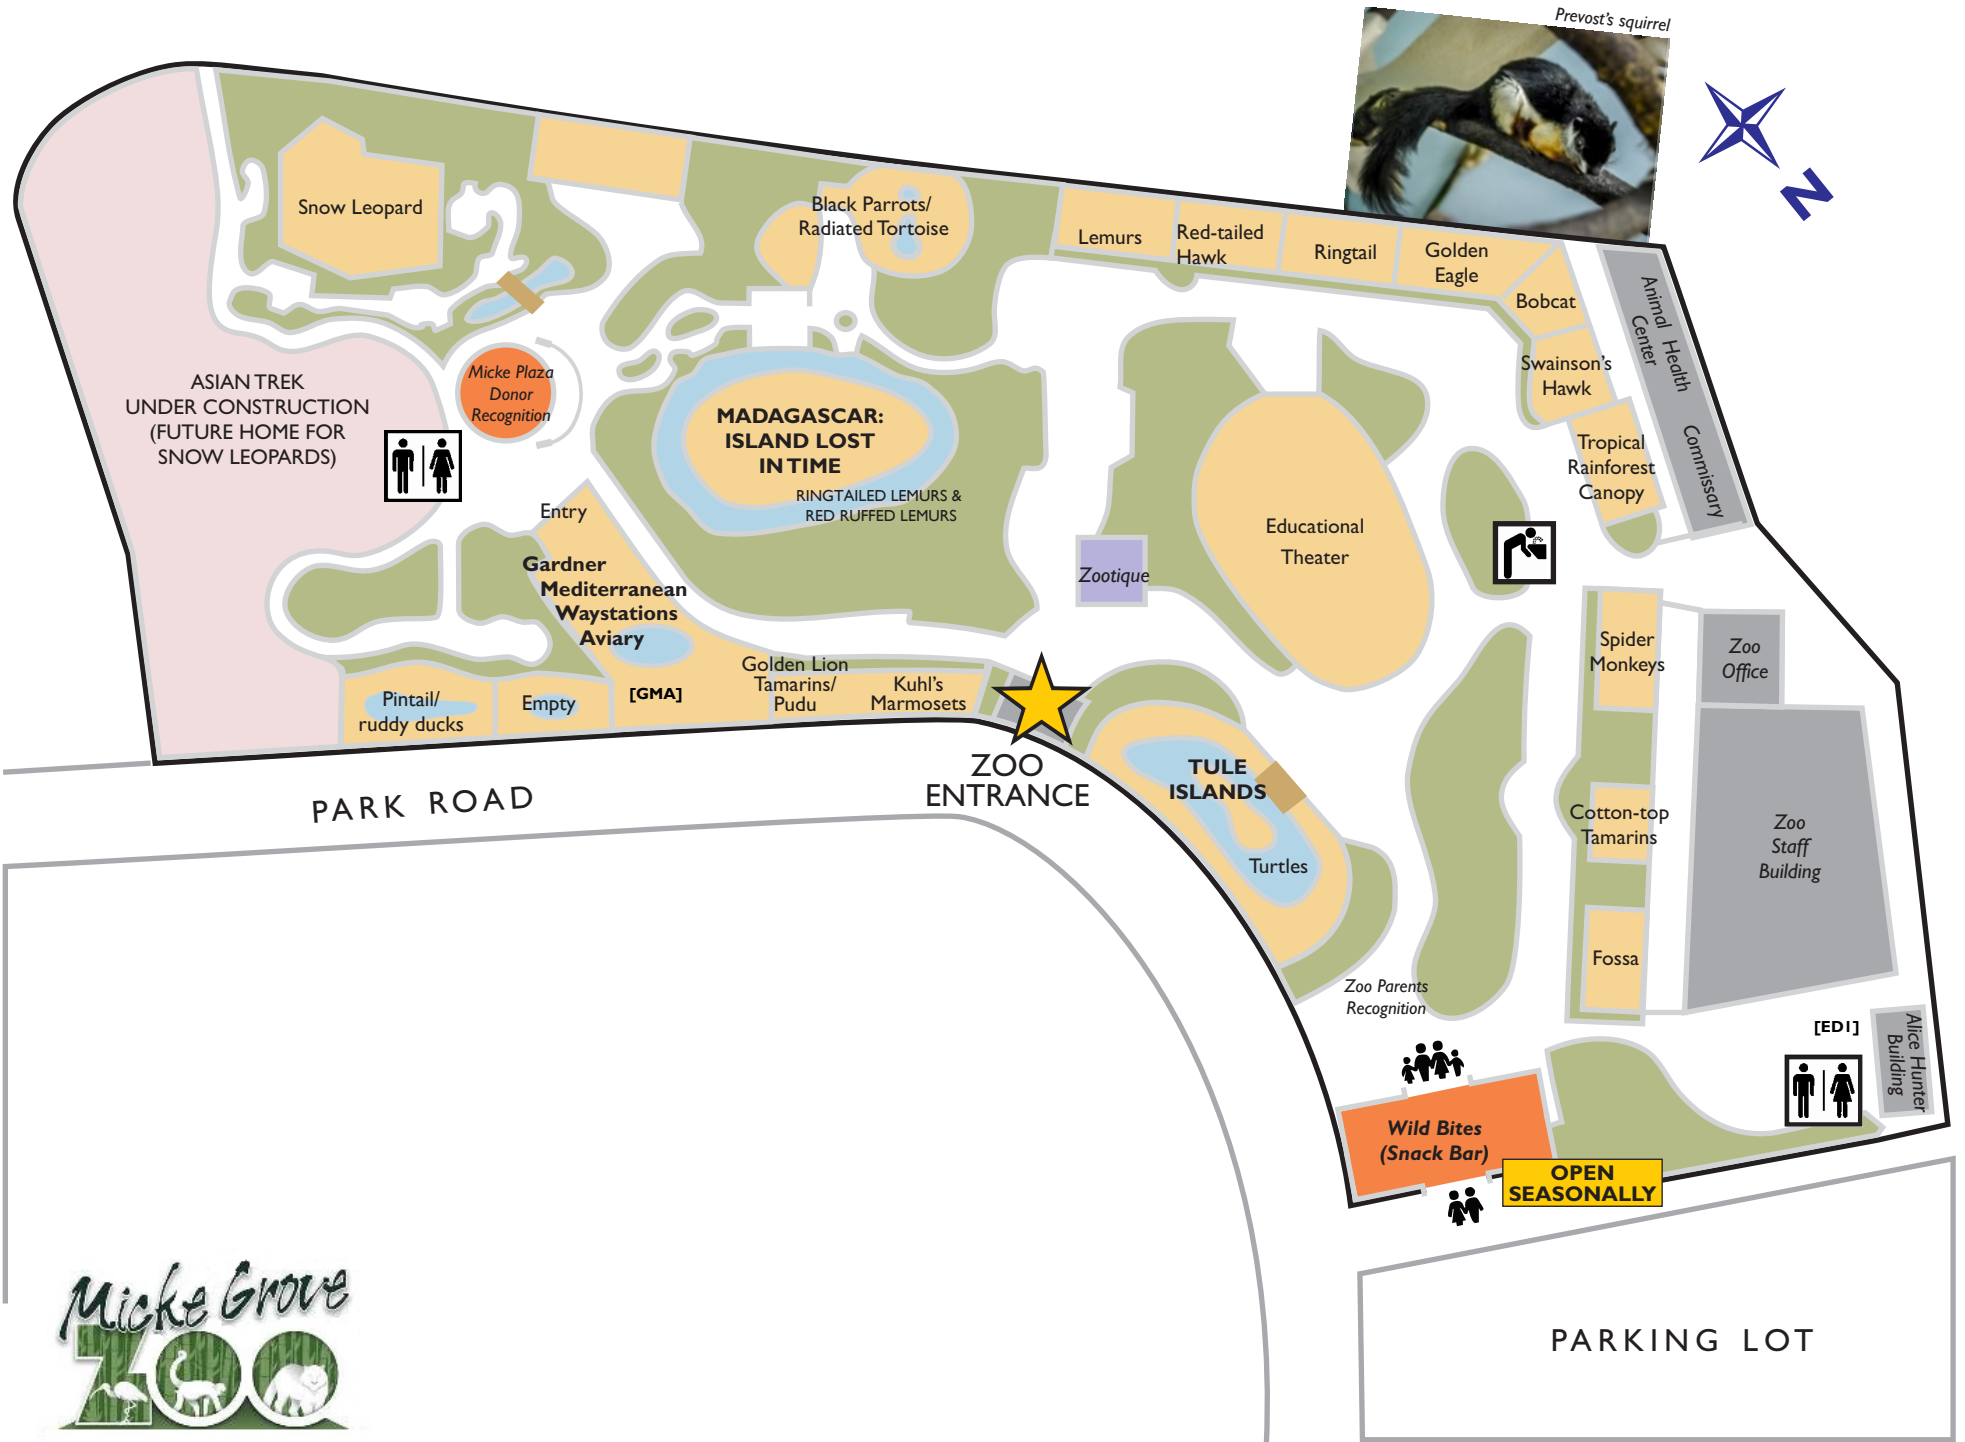 Prevost's squirrel
N
Snow Leopard
Black Parrots/
Radiated Tortoise
Lemurs
Red-tailed
Hawk
Ringtail
Golden
Eagle
Bobcat
Swainson's
Hawk
Tropical
Rainforest
Canopy
Animal Health
Center
Commissary
ASIAN TREK
UNDER CONSTRUCTION
(FUTURE HOME FOR
SNOW LEOPARDS)
Micke Plaza
Donor
Recognition
MADAGASCAR:
ISLAND LOST
IN TIME
RINGTAILED LEMURS &
RED RUFFED LEMURS
Entry
Gardner
Mediterranean
Waystations
Aviary
[GMA]
Zootique
Educational
Theater
Pintail/
ruddy ducks
Empty
Golden Lion
Tamarins/
Pudu
Kuhl's
Marmosets
Spider
Monkeys
Zoo
Office
ZOO
ENTRANCE
TULE
ISLANDS
Turtles
Cotton-top
Tamarins
Zoo
Staff
Building
Fossa
PARK ROAD
Zoo Parents
Recognition
[ED1]
Alice Hunter
Building
Wild Bites
(Snack Bar)
OPEN
SEASONALLY
PARKING LOT
Micke Grove
ZOO